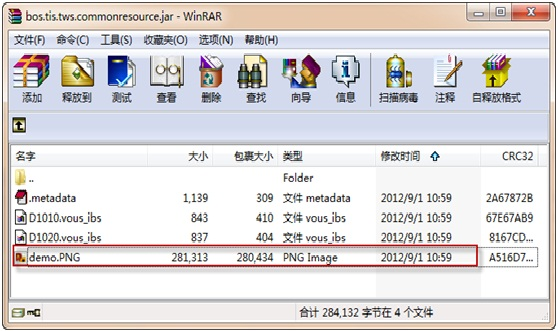 bos.tis.tws.commonresource.jar - WinRAR
文件(F) 命令(C) 工具(S) 收藏夹(O) 选项(N) 帮助(H)
添加 释放到 测试 查看 删除 查找 向导 信息 扫描病毒 注释 自释放格式
名字 大小 包裹大小 类型 修改时间 CRC32
.. Folder
.metadata 1,139 309 文件 metadata 2012/9/1 10:59 2A67872B
D1010.vous_ibs 843 410 文件 vous_ibs 2012/9/1 10:59 67E67AB9
D1020.vous_ibs 837 404 文件 vous_ibs 2012/9/1 10:59 8167CD...
demo.PNG 281,313 280,434 PNG Image 2012/9/1 10:59 A516D7...
合计 284,132 字节在 4 个文件